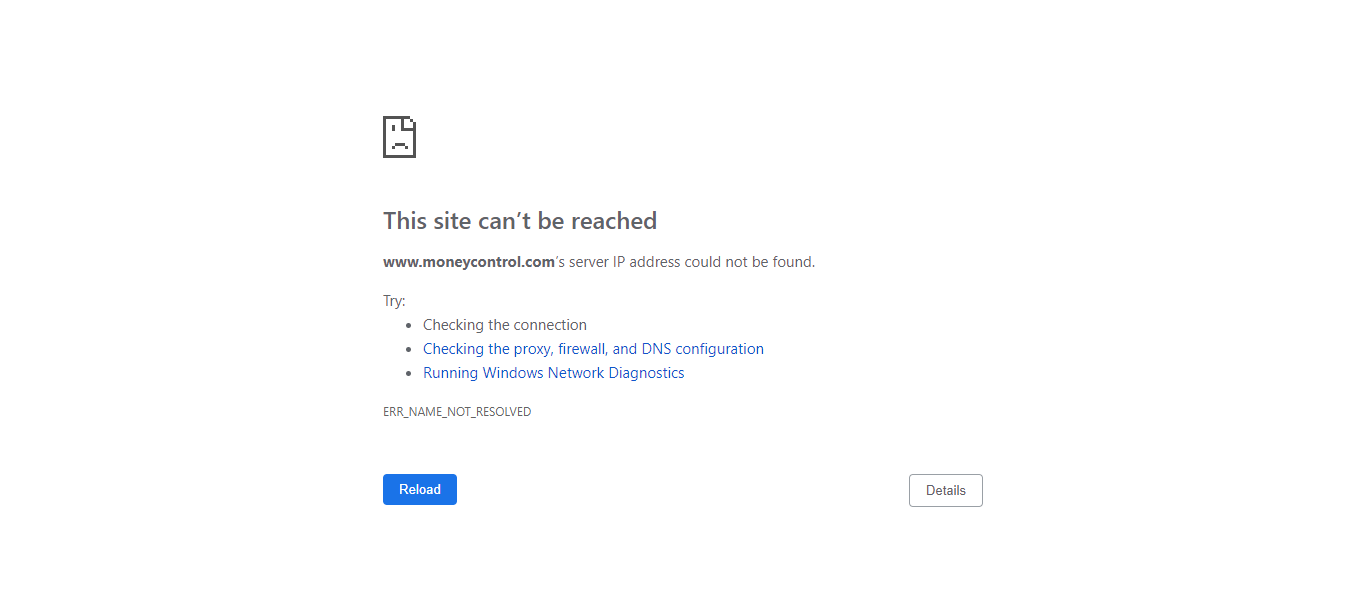 This site can’t be reached
www.moneycontrol.com’s server IP address could not be found.
Try:
Checking the connection
Checking the proxy, firewall, and DNS configuration
Running Windows Network Diagnostics
ERR_NAME_NOT_RESOLVED
Reload
Details